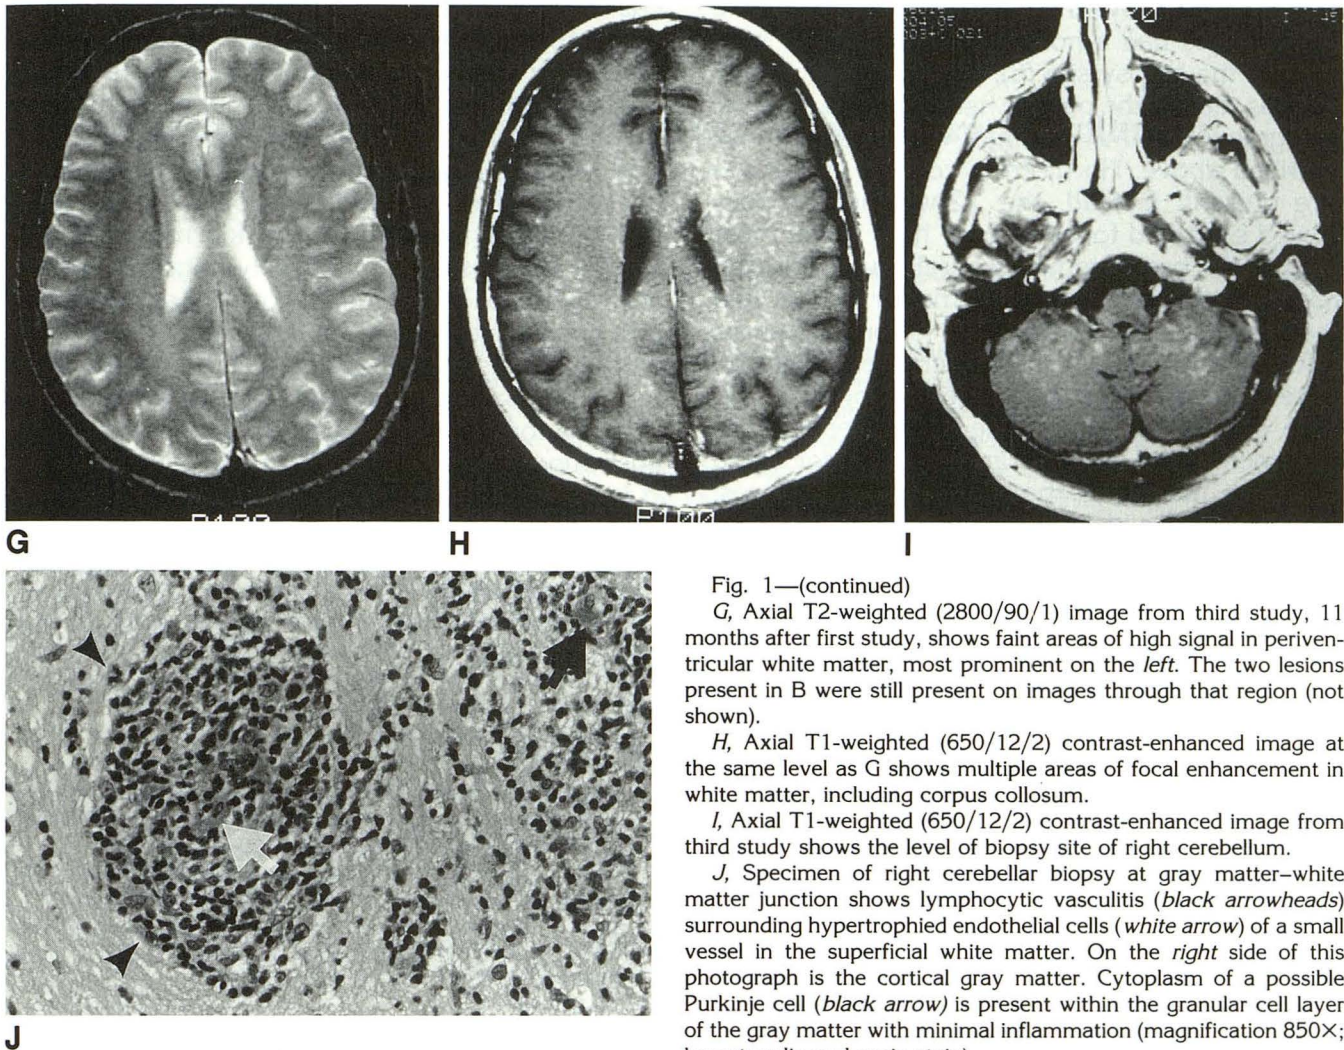 G
H
I
J
Fig. 1—(continued)
G, Axial T2-weighted (2800/90/1) image from third study, 11
months after first study, shows faint areas of high signal in periven-
tricular white matter, most prominent on the left. The two lesions
present in B were still present on images through that region (not
shown).
H, Axial T1-weighted (650/12/2) contrast-enhanced image at
the same level as G shows multiple areas of focal enhancement in
white matter, including corpus collosum.
I, Axial T1-weighted (650/12/2) contrast-enhanced image from
third study shows the level of biopsy site of right cerebellum.
J, Specimen of right cerebellar biopsy at gray matter–white
matter junction shows lymphocytic vasculitis (black arrowheads)
surrounding hypertrophied endothelial cells (white arrow) of a small
vessel in the superficial white matter. On the right side of this
photograph is the cortical gray matter. Cytoplasm of a possible
Purkinje cell (black arrow) is present within the granular cell layer
of the gray matter with minimal inflammation (magnification 850×;